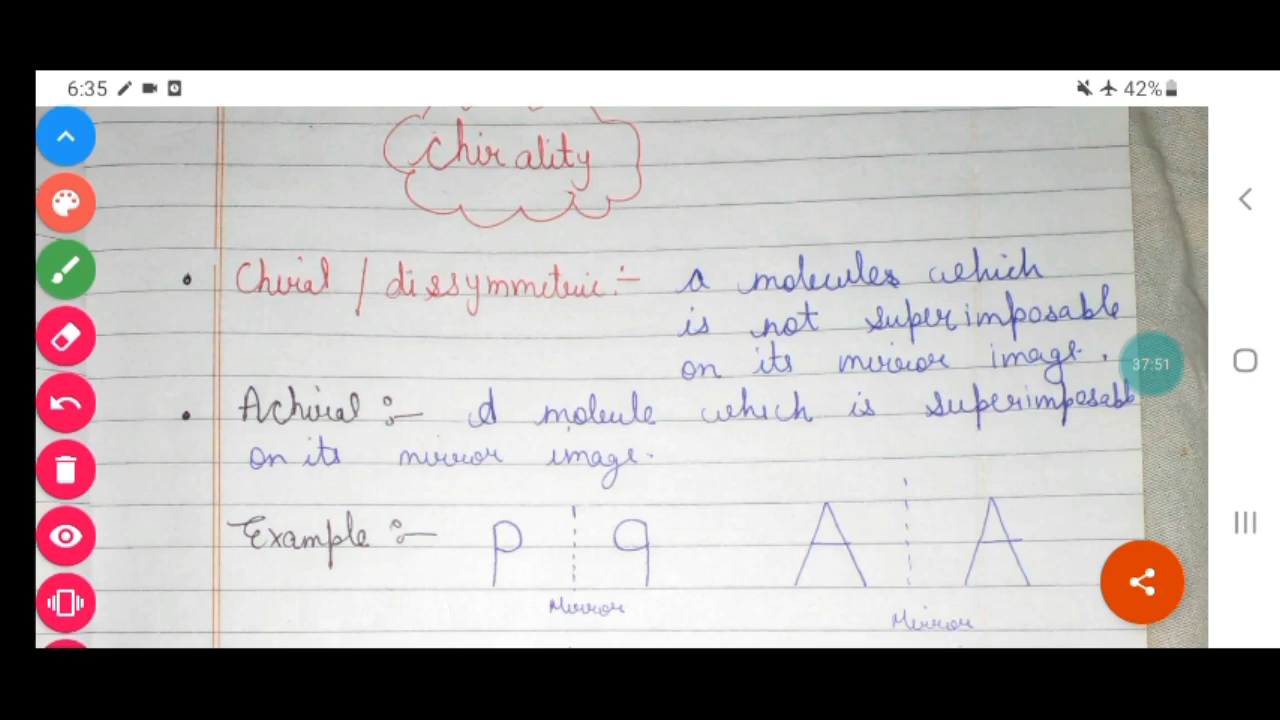 6:35 42%
chirality
• Chiral / dissymmetric :- a molecules which
is not superimposable
on its mirror image.
37:51
• Achiral :- A molecule which is superimposable
on its mirror image.
Example :- P q A A
Mirror Mirror